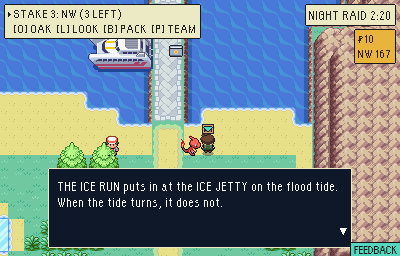 ▸STAKE 3: NW (3 LEFT)
[O] OAK [L] LOOK [B] PACK [P] TEAM
NIGHT RAID 2:20
₽10
NW 167
THE ICE RUN puts in at the ICE JETTY on the flood tide.
When the tide turns, it does not.
FEEDBACK